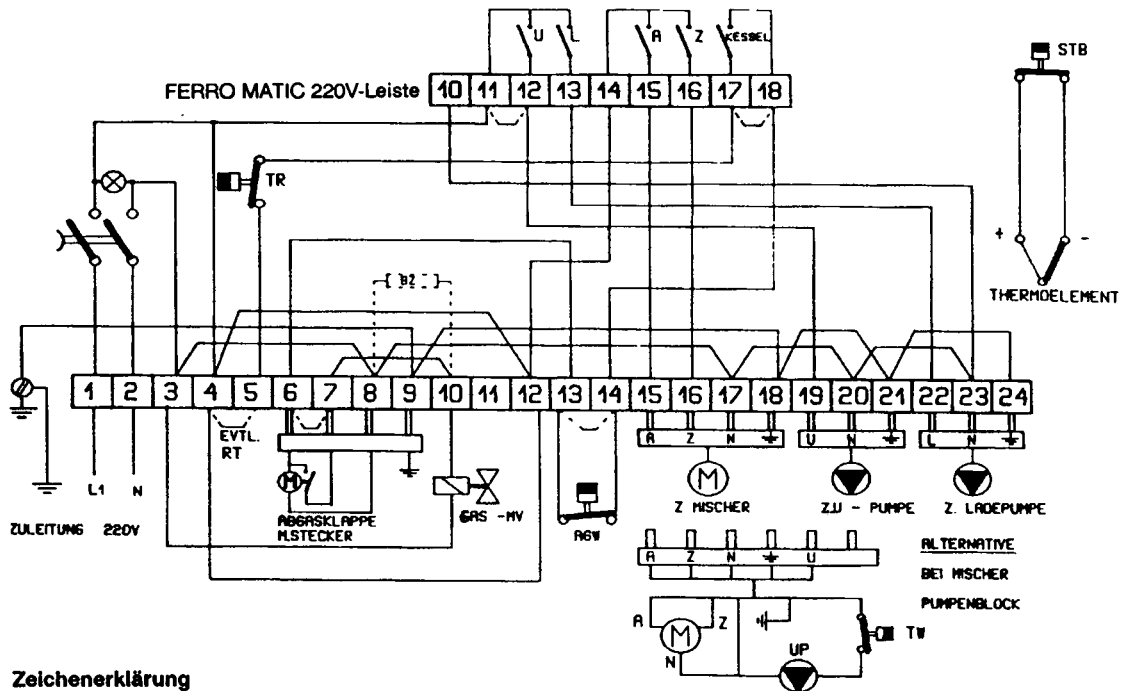 U L A Z KESSEL
STB
FERRO MATIC 220V-Leiste 10 11 12 13 14 15 16 17 18
TR
+ -
BZ
THERMOELEMENT
1 2 3 4 5 6 7 8 9 10 11 12 13 14 15 16 17 18 19 20 21 22 23 24
EVTL.
RT
A Z N U N L N
L1 N
M
M
ZULEITUNG 220V
ABGASKLAPPE
M.STECKER
GAS -MV
AGW
Z MISCHER
Z.U - PUMPE
Z. LADEPUMPE
A Z N U
ALTERNATIVE
BEI MISCHER
PUMPENBLOCK
A Z
M
N
UP
TW
Zeichenerklärung